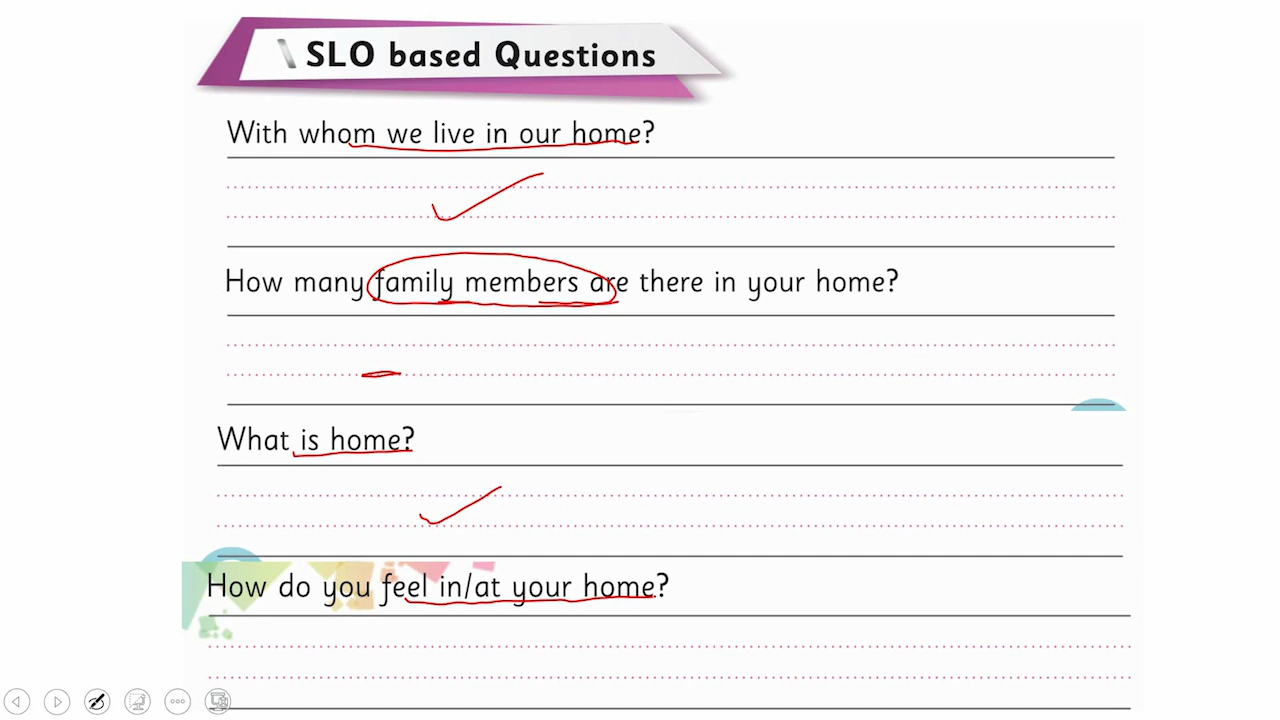 SLO based Questions
With whom we live in our home?
How many family members are there in your home?
What is home?
How do you feel in/at your home?